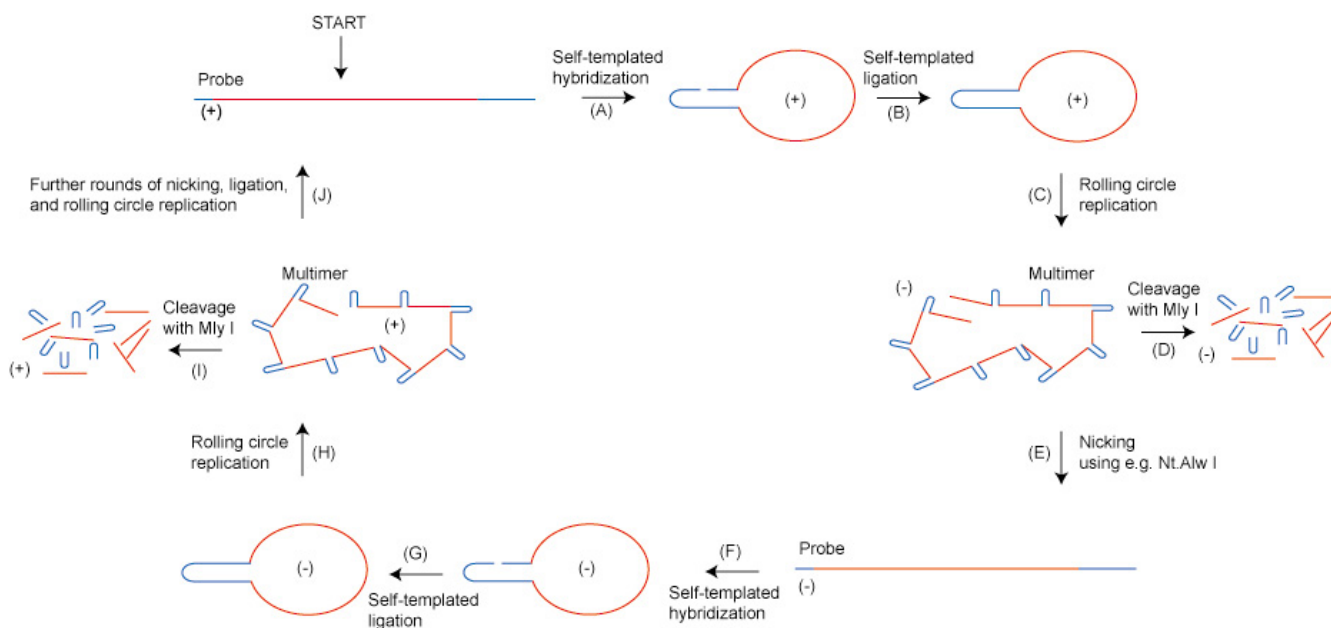 START
Probe
(+)
Self-templated
hybridization
(A)
(+)
Self-templated
ligation
(B)
(+)
(C)
Rolling circle
replication
Multimer
(-)
Cleavage
with Mly I
(D)
(-)
(E)
Nicking
using e.g. Nt.Alw I
Probe
(-)
(F)
Self-templated
hybridization
(-)
(G)
Self-templated
ligation
(-)
Rolling circle
replication
(H)
Multimer
(+)
Cleavage
with Mly I
(I)
(+)
Further rounds of nicking, ligation,
and rolling circle replication
(J)